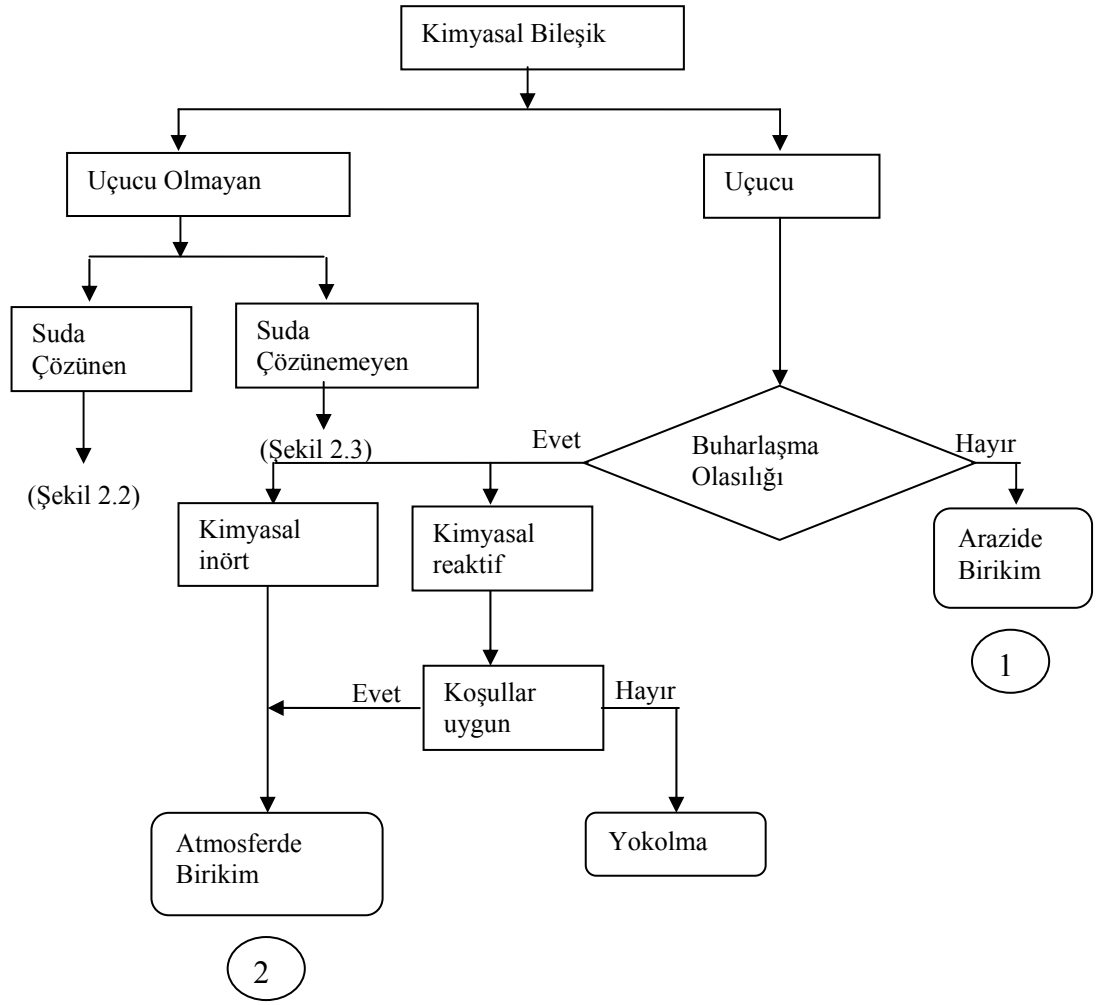 Kimyasal Bileşik
Uçucu Olmayan
Uçucu
Suda
Çözünen
Suda
Çözünemeyen
(Şekil 2.2)
(Şekil 2.3)
Evet
Buharlaşma
Olasılığı
Hayır
Kimyasal
inört
Kimyasal
reaktif
Arazide
Birikim
1
Evet
Koşullar
uygun
Hayır
Atmosferde
Birikim
Yokolma
2